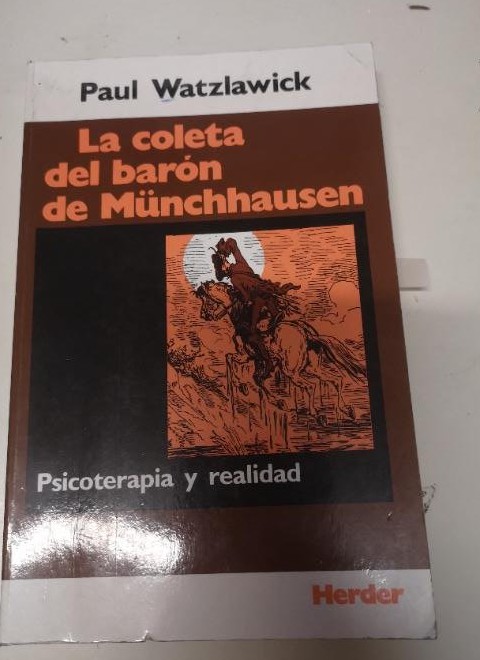 Paul Watzlawick
La coleta
del barón
de Münchhausen
Psicoterapia y realidad
Herder